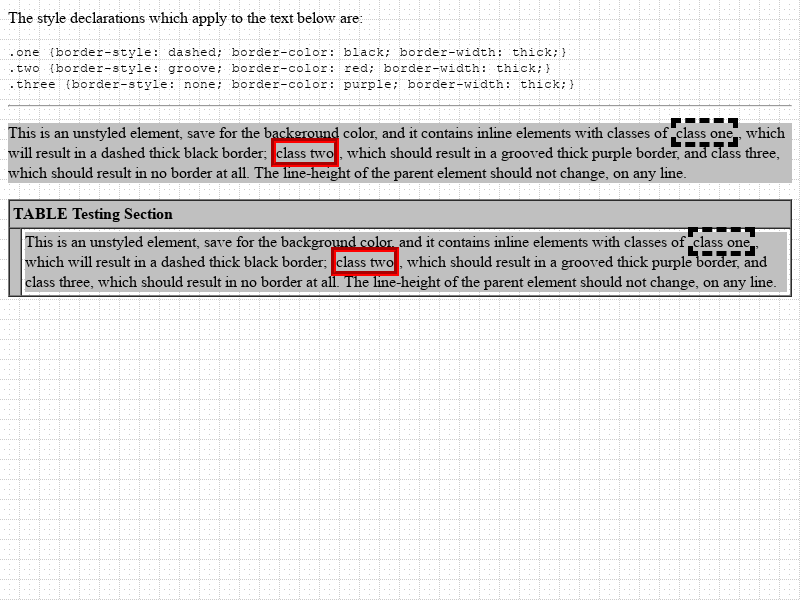 The style declarations which apply to the text below are:
.one {border-style: dashed; border-color: black; border-width: thick;}
.two {border-style: groove; border-color: red; border-width: thick;}
.three {border-style: none; border-color: purple; border-width: thick;}
This is an unstyled element, save for the background color, and it contains inline elements with classes of class one, which
will result in a dashed thick black border; class two, which should result in a grooved thick purple border, and class three,
which should result in no border at all. The line-height of the parent element should not change, on any line.
TABLE Testing Section
This is an unstyled element, save for the background color, and it contains inline elements with classes of class one,
which will result in a dashed thick black border; class two, which should result in a grooved thick purple border, and
class three, which should result in no border at all. The line-height of the parent element should not change, on any line.